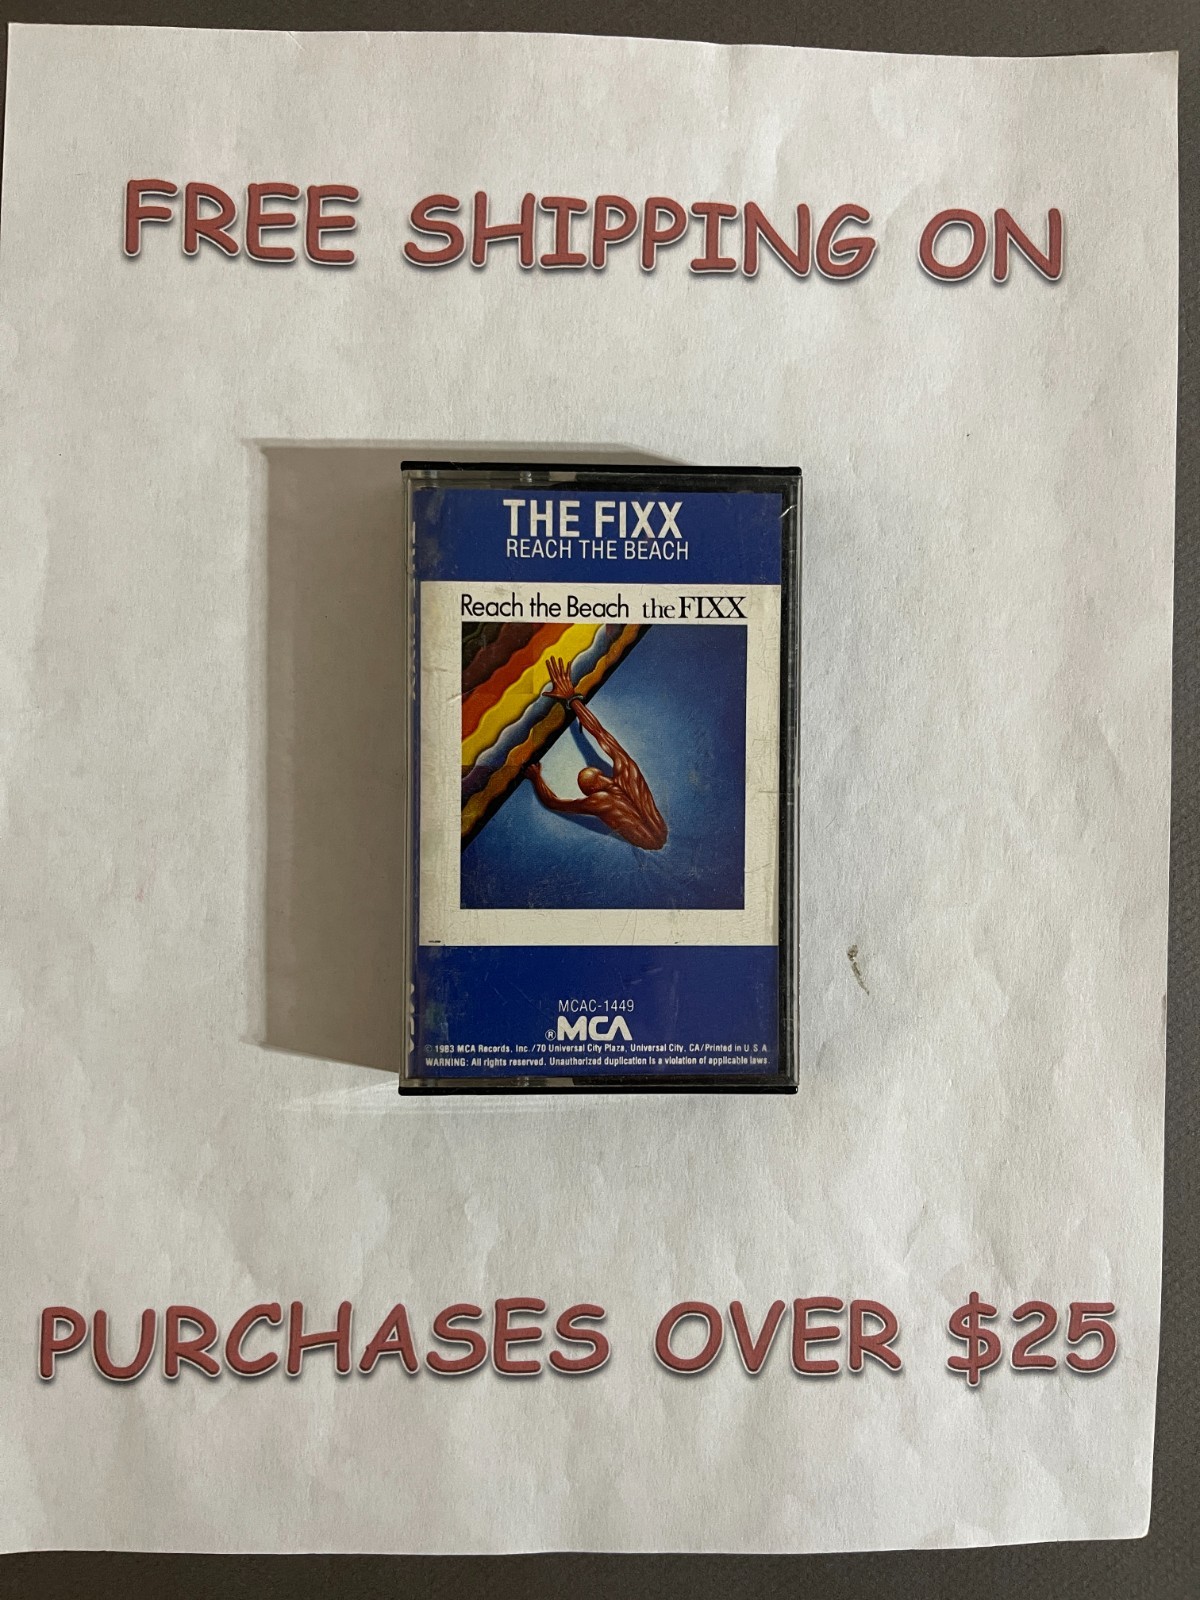 FREE SHIPPING ON
THE FIXX
REACH THE BEACH
Reach the Beach the FIXX
MCAC-1449
® MCA
© 1983 MCA Records, Inc./70 Universal City Plaza, Universal City, CA/Printed in U S A
WARNING: All rights reserved. Unauthorized duplication is a violation of applicable laws.
PURCHASES OVER $25